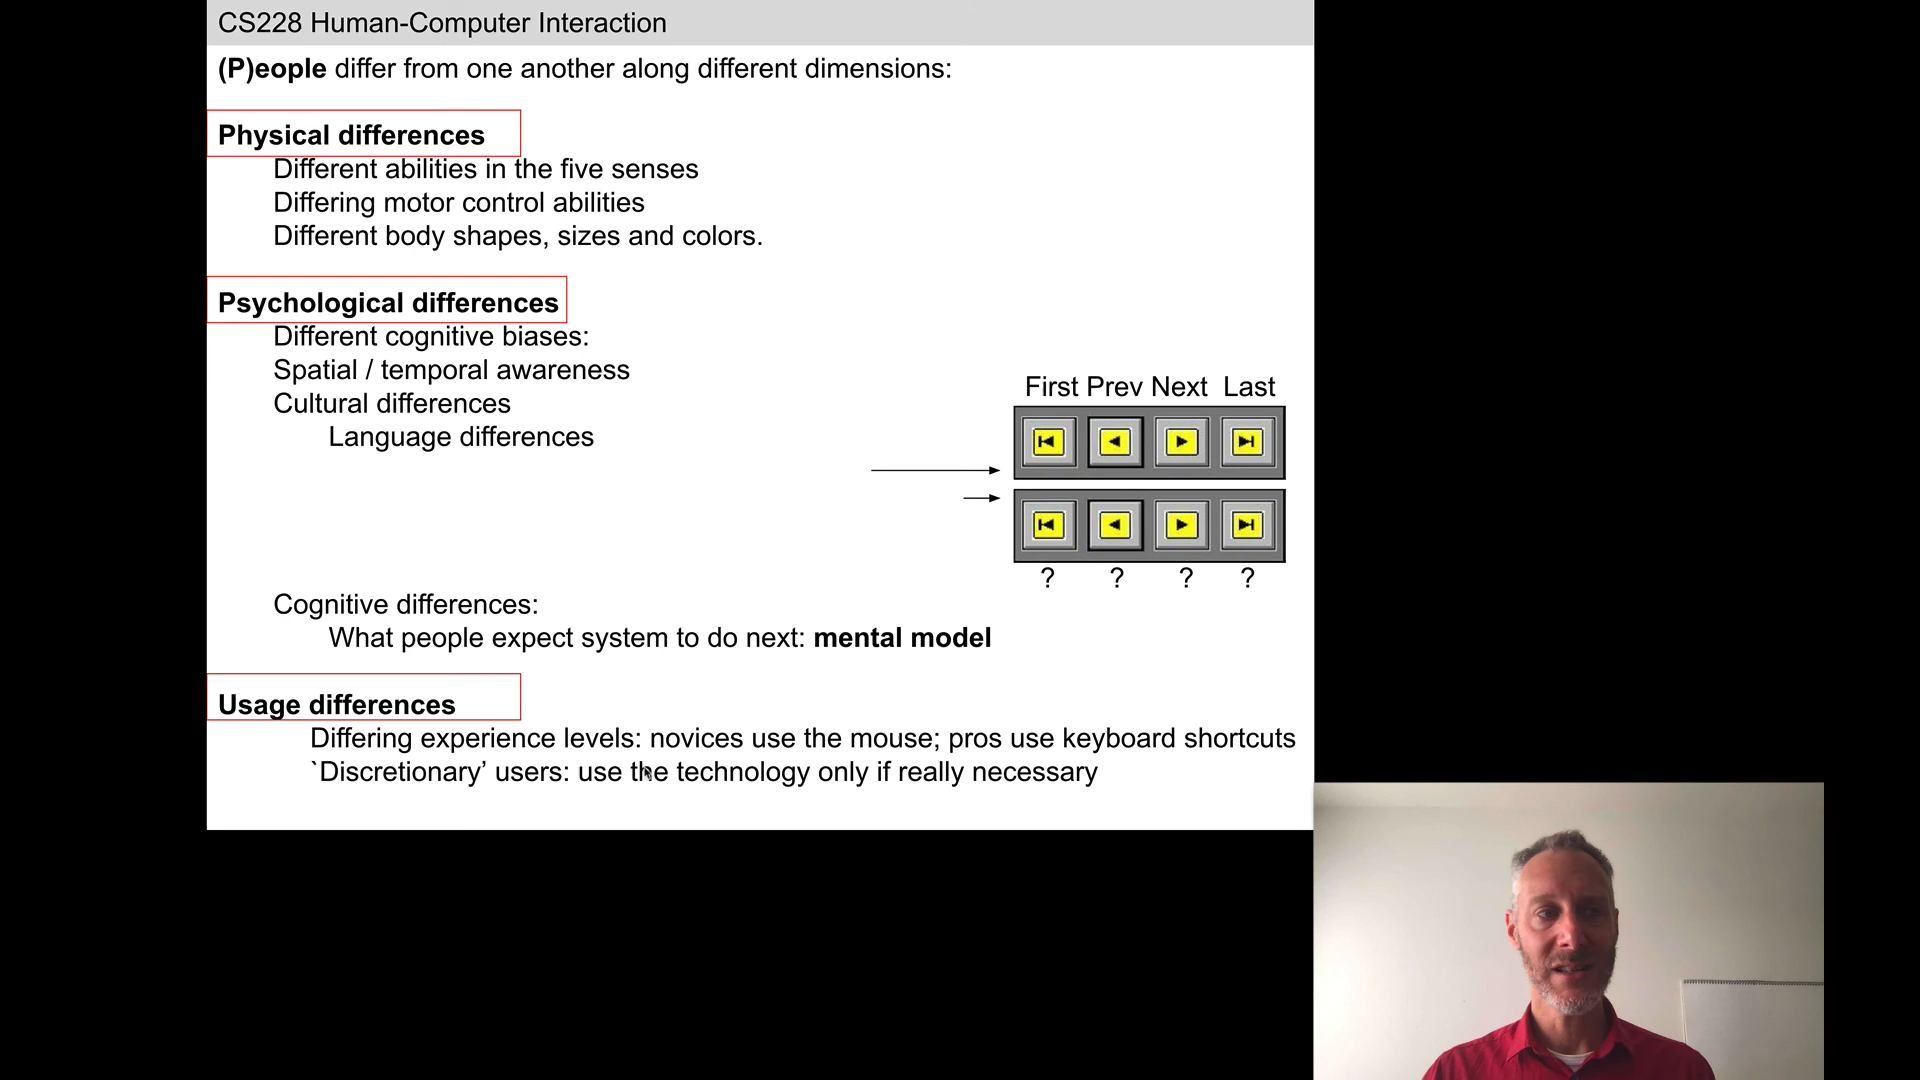 CS228 Human-Computer Interaction
(P)eople differ from one another along different dimensions:
Physical differences
Different abilities in the five senses
Differing motor control abilities
Different body shapes, sizes and colors.
Psychological differences
Different cognitive biases:
Spatial / temporal awareness
Cultural differences
Language differences
First Prev Next Last
? ? ? ?
Cognitive differences:
What people expect system to do next: mental model
Usage differences
Differing experience levels: novices use the mouse; pros use keyboard shortcuts
`Discretionary’ users: use the technology only if really necessary